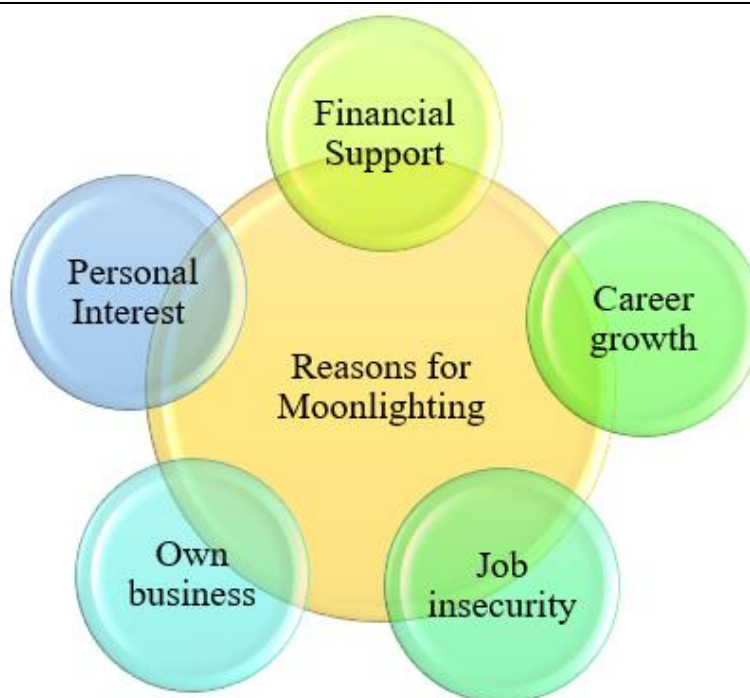 Financial
Support
Personal
Interest
Career
growth
Reasons for
Moonlighting
Own
business
Job
insecurity